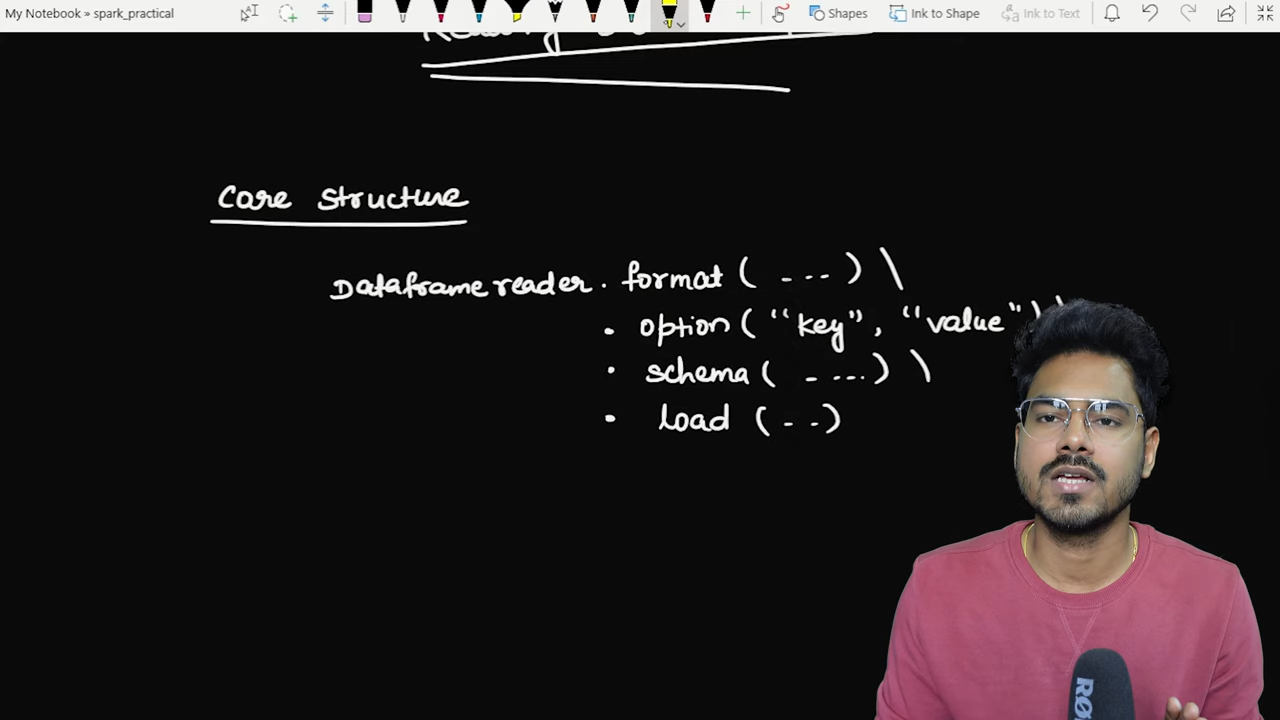 My Notebook » spark_practical
Shapes
Ink to Shape
Ink to Text
Core structure
Dataframereader . format ( _ - - - ) \
. option ( "key", "value" ) \
. schema ( _ - - - - ) \
. load ( - - )
RØ